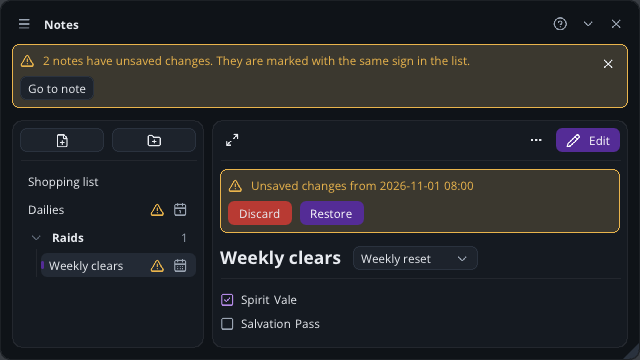 Notes
2 notes have unsaved changes. They are marked with the same sign in the list.
Go to note
Edit
Shopping list
Dailies
Raids 1
Weekly clears
Unsaved changes from 2026-11-01 08:00
Discard Restore
Weekly clears Weekly reset
Spirit Vale
Salvation Pass